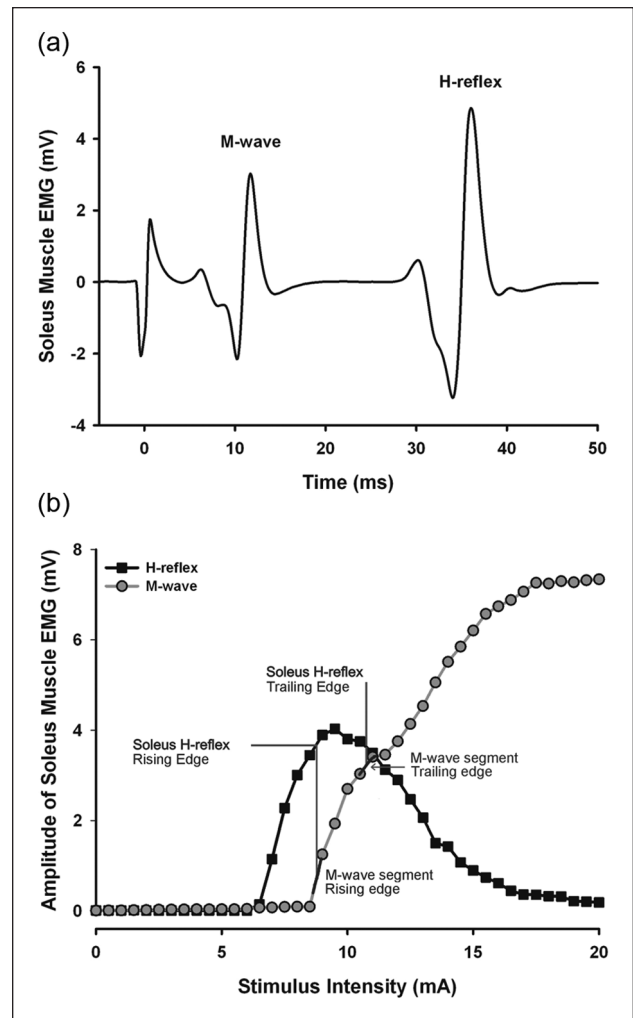 (a)
6
4
2
0
-2
-4
Soleus Muscle EMG (mV)
M-wave
H-reflex
0 10 20 30 40 50
Time (ms)
(b)
8
6
4
2
0
Amplitude of Soleus Muscle EMG (mV)
H-reflex
M-wave
Soleus H-reflex
Trailing Edge
Soleus H-reflex
Rising Edge
M-wave segment
Trailing edge
M-wave segment
Rising edge
0 5 10 15 20
Stimulus Intensity (mA)